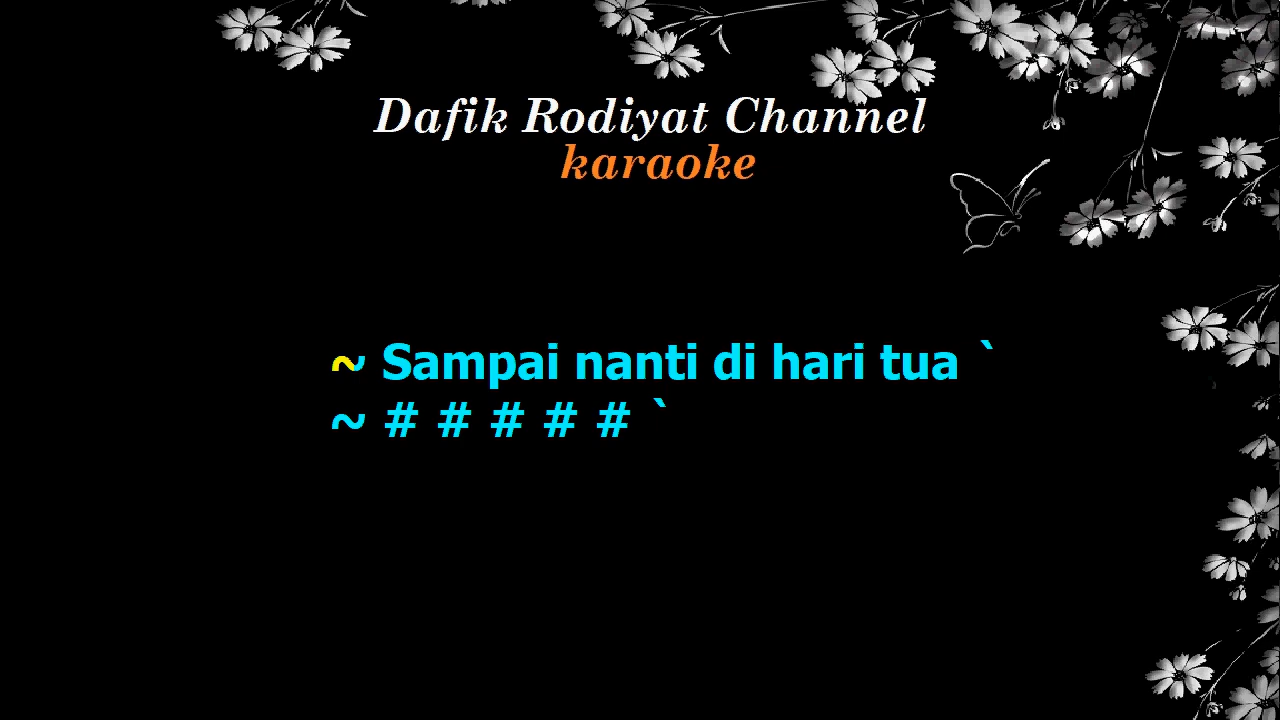 Dafik Rodiyat Channel
karaoke
~ Sampai nanti di hari tua `
~ # # # # # `